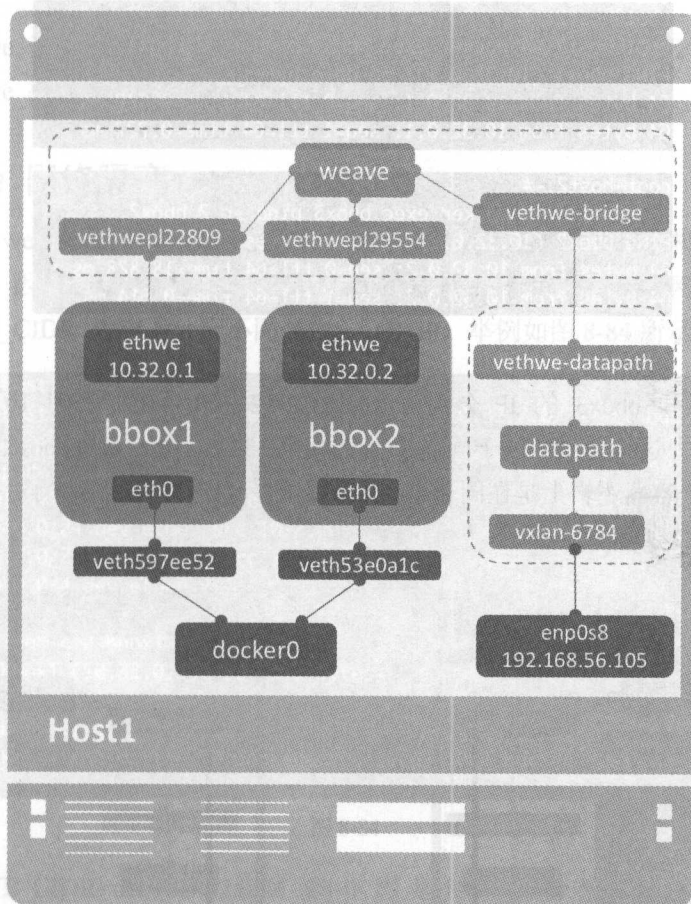 weave
vethwe-bridge
vethwepl22809
vethwepl29554
ethwe
10.32.0.1
ethwe
10.32.0.2
vethwe-datapath
bbox1
bbox2
datapath
eth0
eth0
vxlan-6784
veth597ee52
veth53e0a1c
docker0
enp0s8
192.168.56.105
Host1